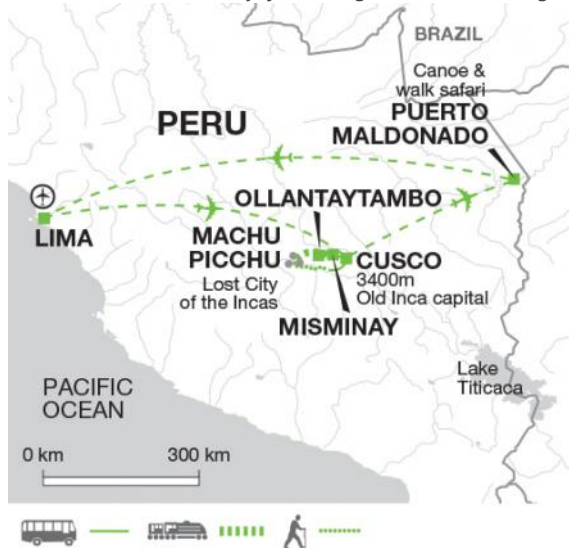 BRAZIL
Canoe &
walk safari
PUERTO
MALDONADO
PERU
OLLANTAYTAMBO
LIMA
MACHU
PICCHU
Lost City
of the Incas
CUSCO
3400m
Old Inca capital
MISMINAY
Lake
Titicaca
PACIFIC
OCEAN
0 km
300 km